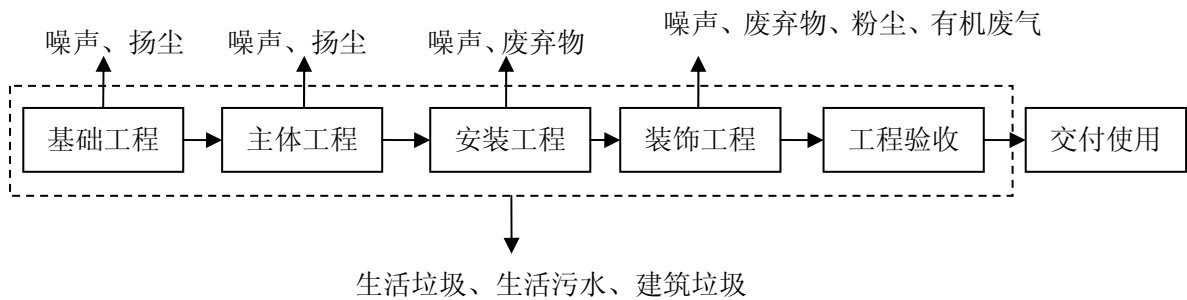 噪声、扬尘
噪声、扬尘
噪声、废弃物
噪声、废弃物、粉尘、有机废气
基础工程
主体工程
安装工程
装饰工程
工程验收
交付使用
生活垃圾、生活污水、建筑垃圾